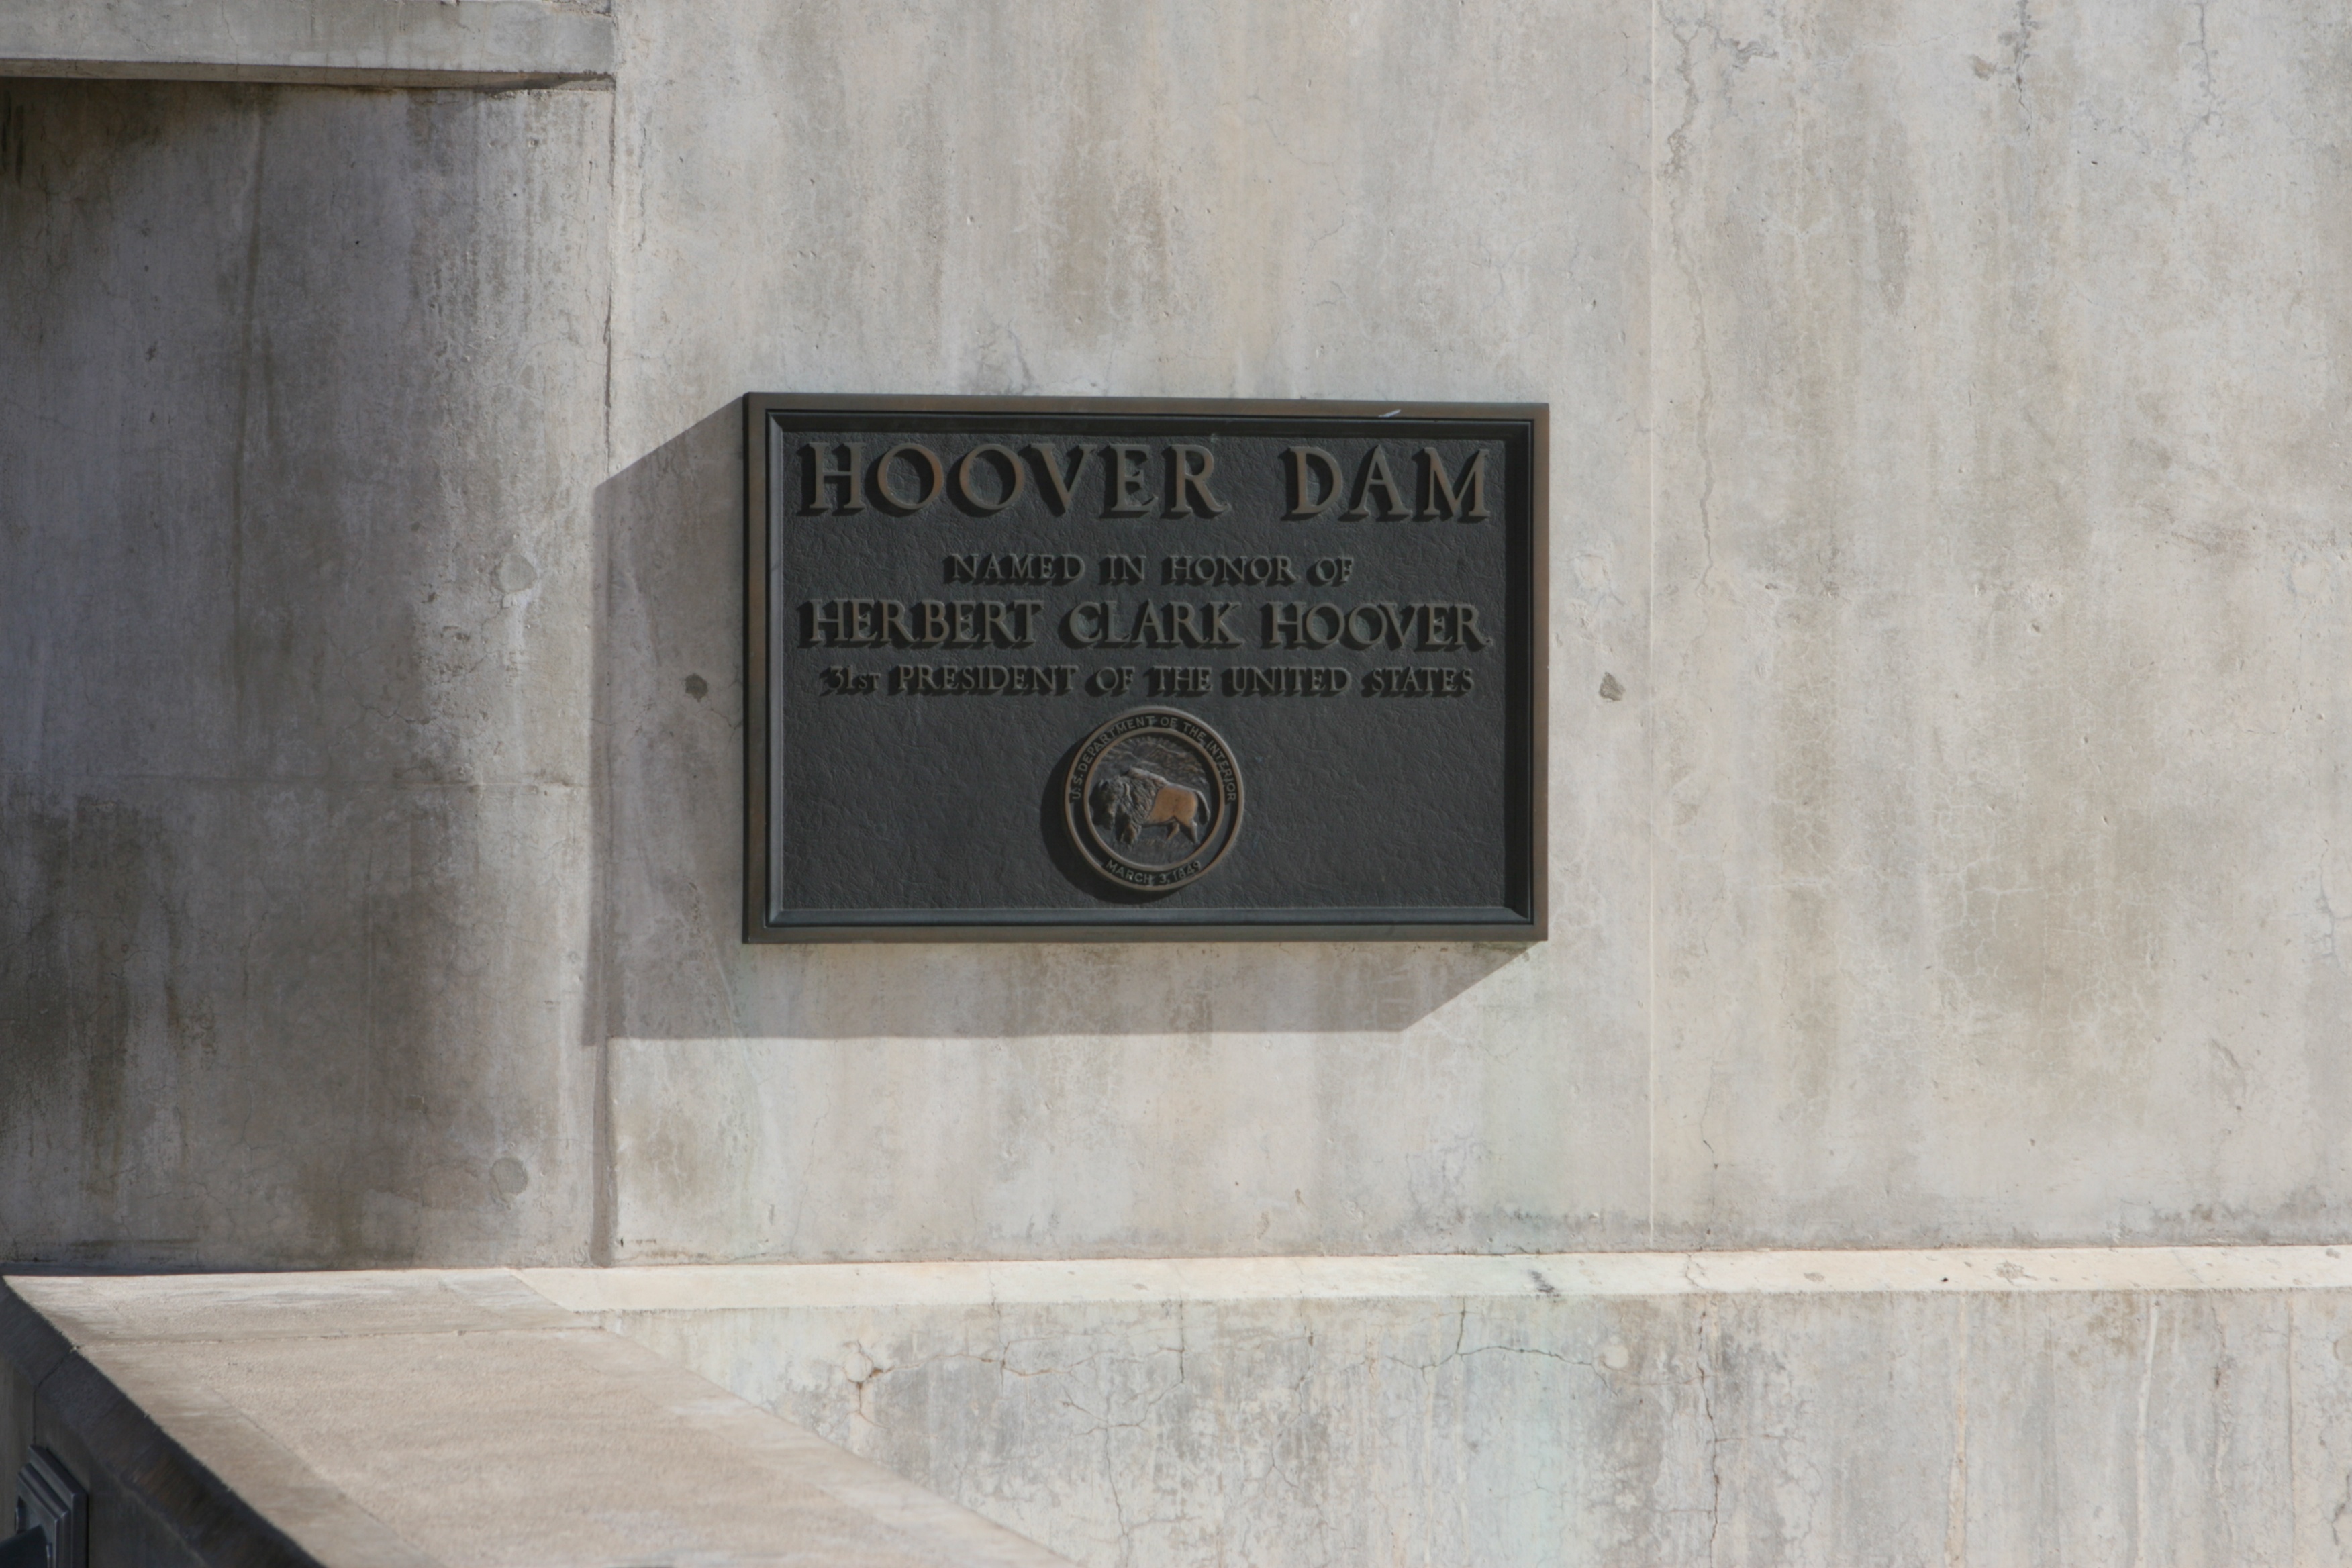 HOOVER DAM
NAMED IN HONOR OF
HERBERT CLARK HOOVER
31ST PRESIDENT OF THE UNITED STATES
U.S. DEPARTMENT OF THE INTERIOR
MARCH 3, 1849